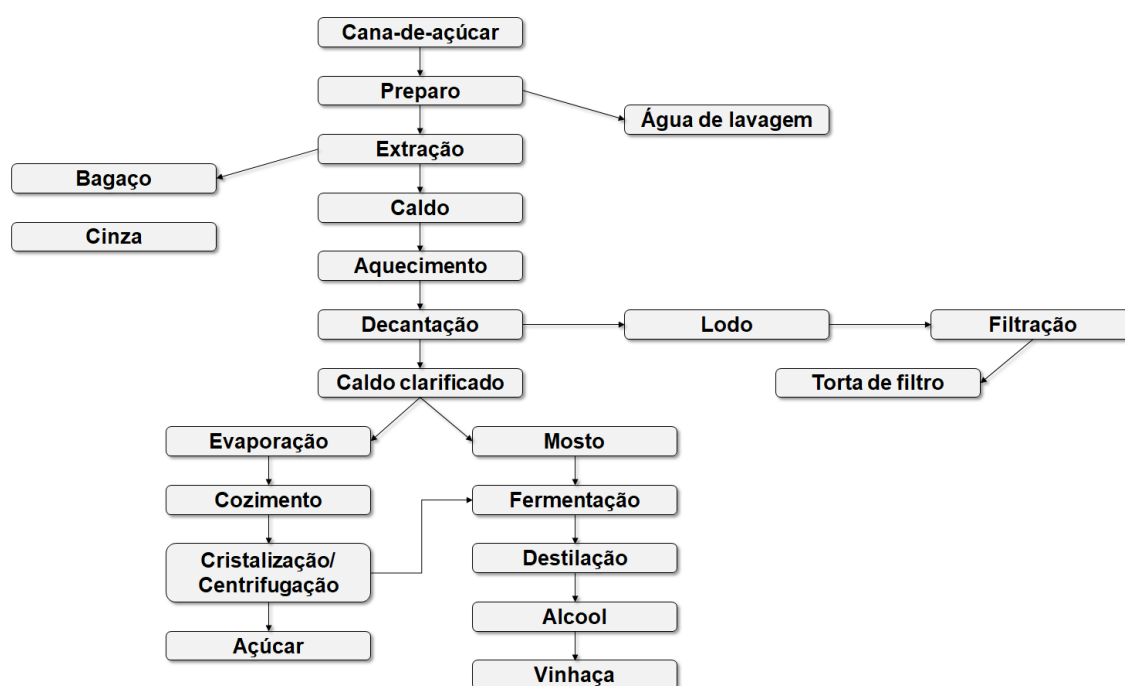 Cana-de-açúcar
Preparo
Água de lavagem
Extração
Bagaço
Caldo
Cinza
Aquecimento
Decantação
Lodo
Filtração
Caldo clarificado
Torta de filtro
Evaporação
Mosto
Cozimento
Fermentação
Cristalização/
Centrifugação
Destilação
Alcool
Açúcar
Vinhaça